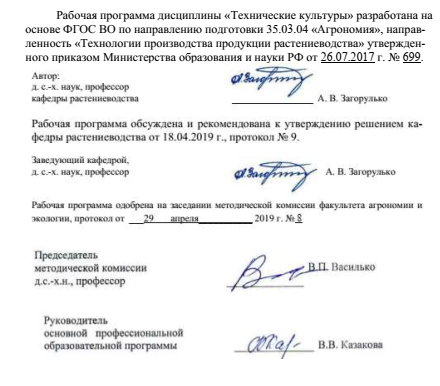 Рабочая программа дисциплины «Технические культуры» разработана на
основе ФГОС ВО по направлению подготовки 35.03.04 «Агрономия», направ-
ленность «Технологии производства продукции растениеводства» утвержден-
ного приказом Министерства образования и науки РФ от 26.07.2017 г. № 699.
Автор:
д. с.-х. наук, профессор
кафедры растениеводства А. В. Загорулько
Рабочая программа обсуждена и рекомендована к утверждению решением ка-
федры растениеводства от 18.04.2019 г., протокол № 9.
Заведующий кафедрой,
д. с.-х. наук, профессор А. В. Загорулько
Рабочая программа одобрена на заседании методической комиссии факультета агрономии и
экологии, протокол от 29 апреля 2019 г. № 8
Председатель
методической комиссии
д.с.-х.н., профессор В.П. Василько
Руководитель
основной профессиональной
образовательной программы В.В. Казакова